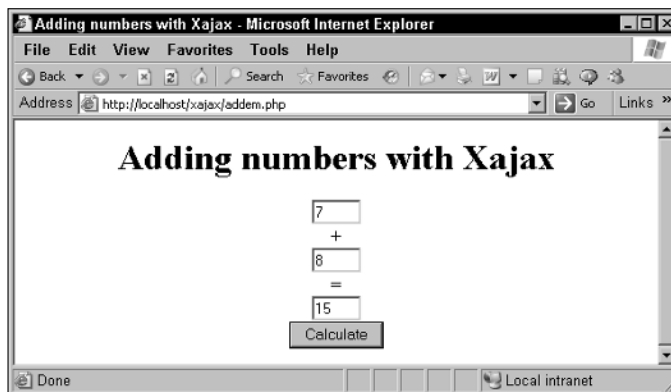 Adding numbers with Xajax - Microsoft Internet Explorer
File Edit View Favorites Tools Help
Back Search Favorites
Address http://localhost/xajax/addem.php Go Links »
Adding numbers with Xajax
7
+
8
=
15
Calculate
Done Local intranet